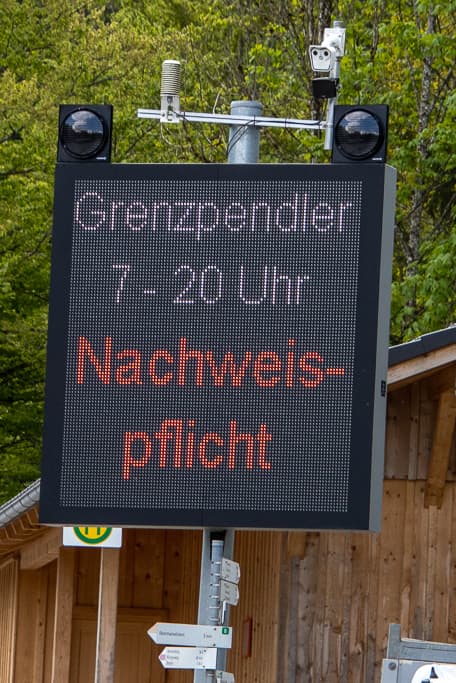 Grenzpendler
7 - 20 Uhr
Nachweis-
pflicht